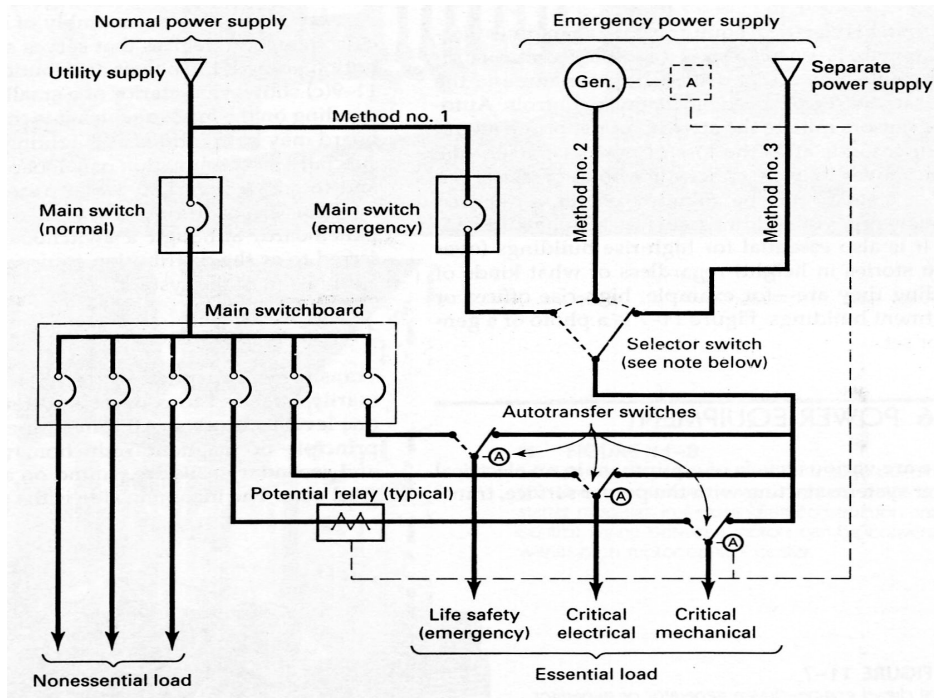 Normal power supply
Emergency power supply
Utility supply
Gen.
A
Separate
power supply
Method no. 1
Method no. 2
Method no. 3
Main switch
(normal)
Main switch
(emergency)
Main switchboard
Selector switch
(see note below)
Autotransfer switches
A
A
A
Potential relay (typical)
Life safety
(emergency)
Critical
electrical
Critical
mechanical
Nonessential load
Essential load